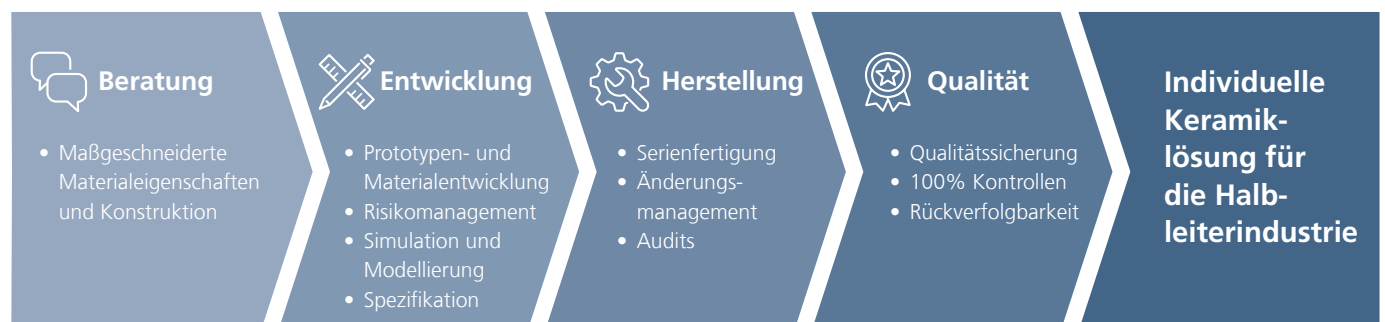 Beratung
• Maßgeschneiderte
Materialeigenschaften
und Konstruktion
Entwicklung
• Prototypen- und
Materialentwicklung
• Risikomanagement
• Simulation und
Modellierung
• Spezifikation
Herstellung
• Serienfertigung
• Änderungs-
management
• Audits
Qualität
• Qualitätssicherung
• 100% Kontrollen
• Rückverfolgbarkeit
Individuelle
Keramik-
lösung für
die Halb-
leiterindustrie